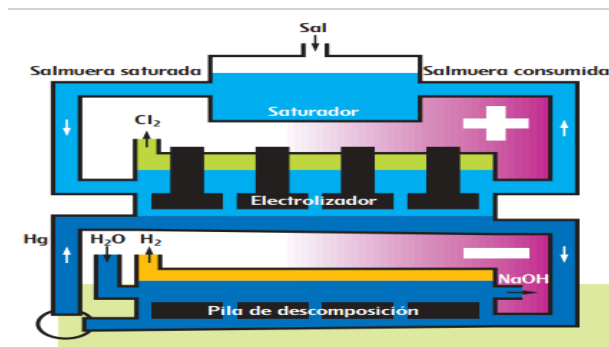 Sal
Salmuera saturada
Salmuera consumida
Saturador
Cl₂
+
Electrolizador
Hg
H₂O
H₂
−
NaOH
Pila de descomposición